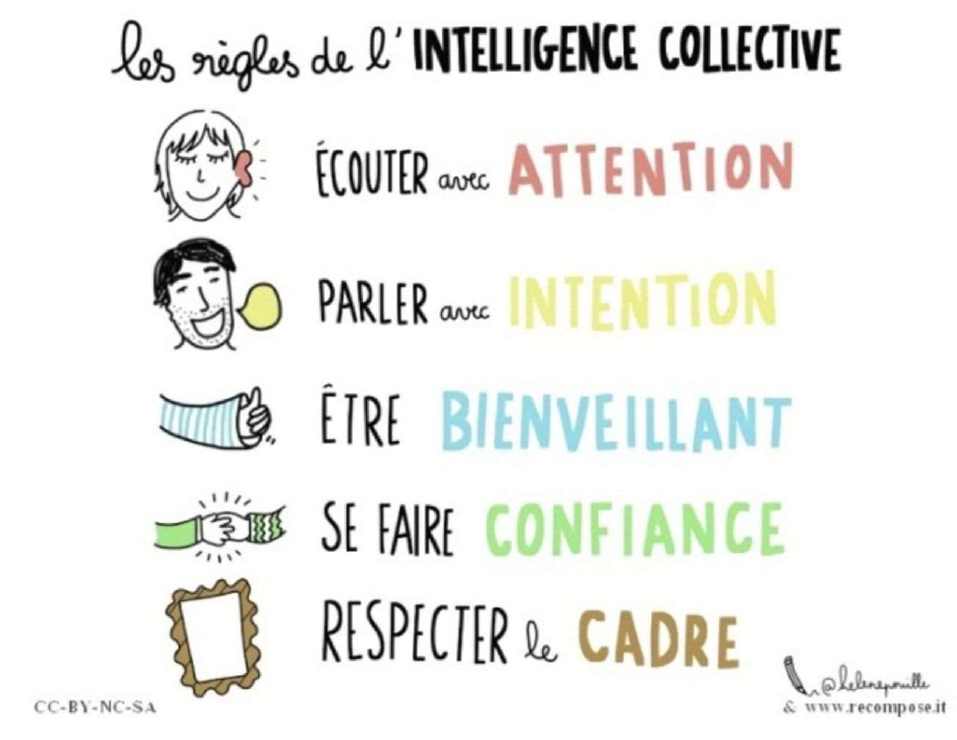 les règles de l'INTELLIGENCE COLLECTIVE
ÉCOUTER avec ATTENTION
PARLER avec INTENTION
ÊTRE BIENVEILLANT
SE FAIRE CONFIANCE
RESPECTER le CADRE
@helenepouille
CC-BY-NC-SA
& www.recompose.it